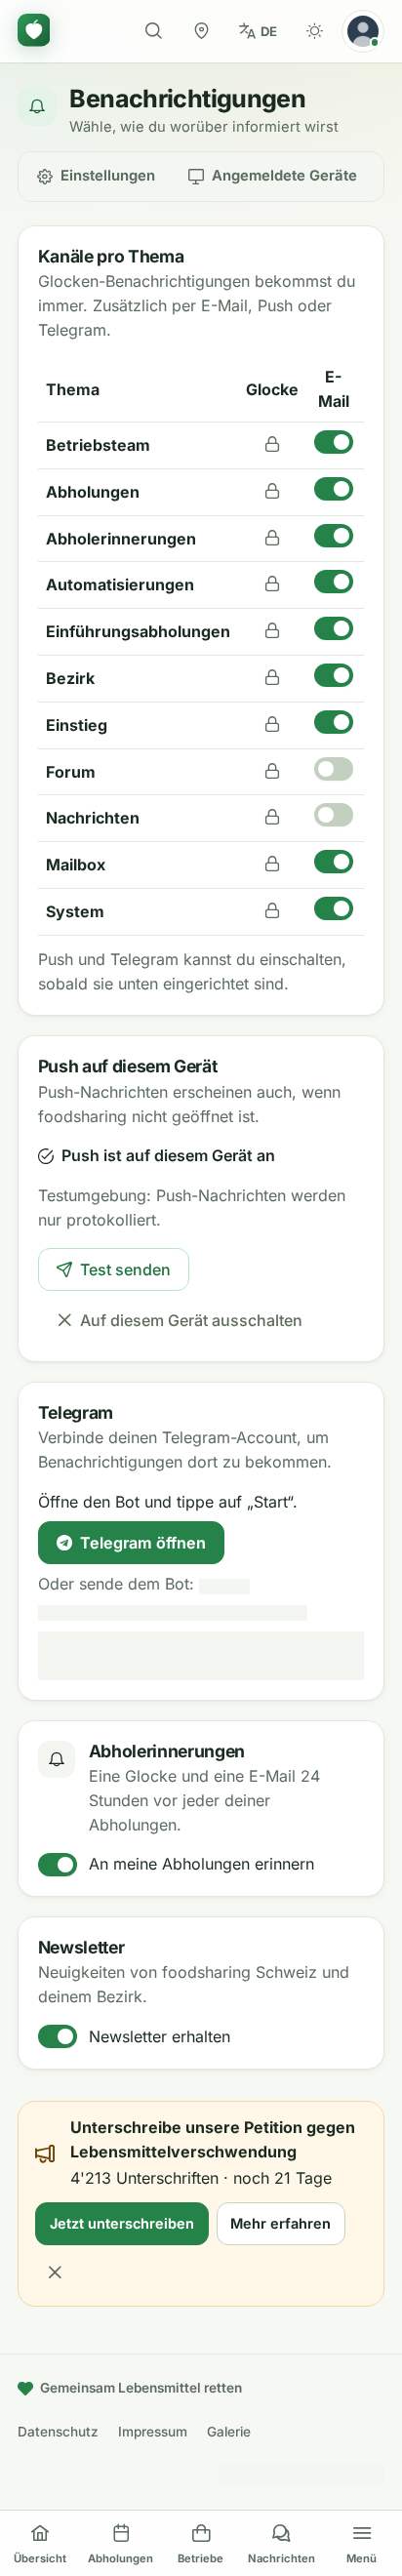 DE
Benachrichtigungen
Wähle, wie du worüber informiert wirst
Einstellungen
Angemeldete Geräte
Kanäle pro Thema
Glocken-Benachrichtigungen bekommst du
immer. Zusätzlich per E-Mail, Push oder
Telegram.
Thema Glocke E-
Mail
Betriebsteam
Abholungen
Abholerinnerungen
Automatisierungen
Einführungsabholungen
Bezirk
Einstieg
Forum
Nachrichten
Mailbox
System
Push und Telegram kannst du einschalten,
sobald sie unten eingerichtet sind.
Push auf diesem Gerät
Push-Nachrichten erscheinen auch, wenn
foodsharing nicht geöffnet ist.
Push ist auf diesem Gerät an
Testumgebung: Push-Nachrichten werden
nur protokolliert.
Test senden
Auf diesem Gerät ausschalten
Telegram
Verbinde deinen Telegram-Account, um
Benachrichtigungen dort zu bekommen.
Öffne den Bot und tippe auf „Start“.
Telegram öffnen
Oder sende dem Bot:
Abholerinnerungen
Eine Glocke und eine E-Mail 24
Stunden vor jeder deiner
Abholungen.
An meine Abholungen erinnern
Newsletter
Neuigkeiten von foodsharing Schweiz und
deinem Bezirk.
Newsletter erhalten
Unterschreibe unsere Petition gegen
Lebensmittelverschwendung
4'213 Unterschriften · noch 21 Tage
Jetzt unterschreiben
Mehr erfahren
Gemeinsam Lebensmittel retten
Datenschutz Impressum Galerie
Übersicht Abholungen Betriebe Nachrichten Menü